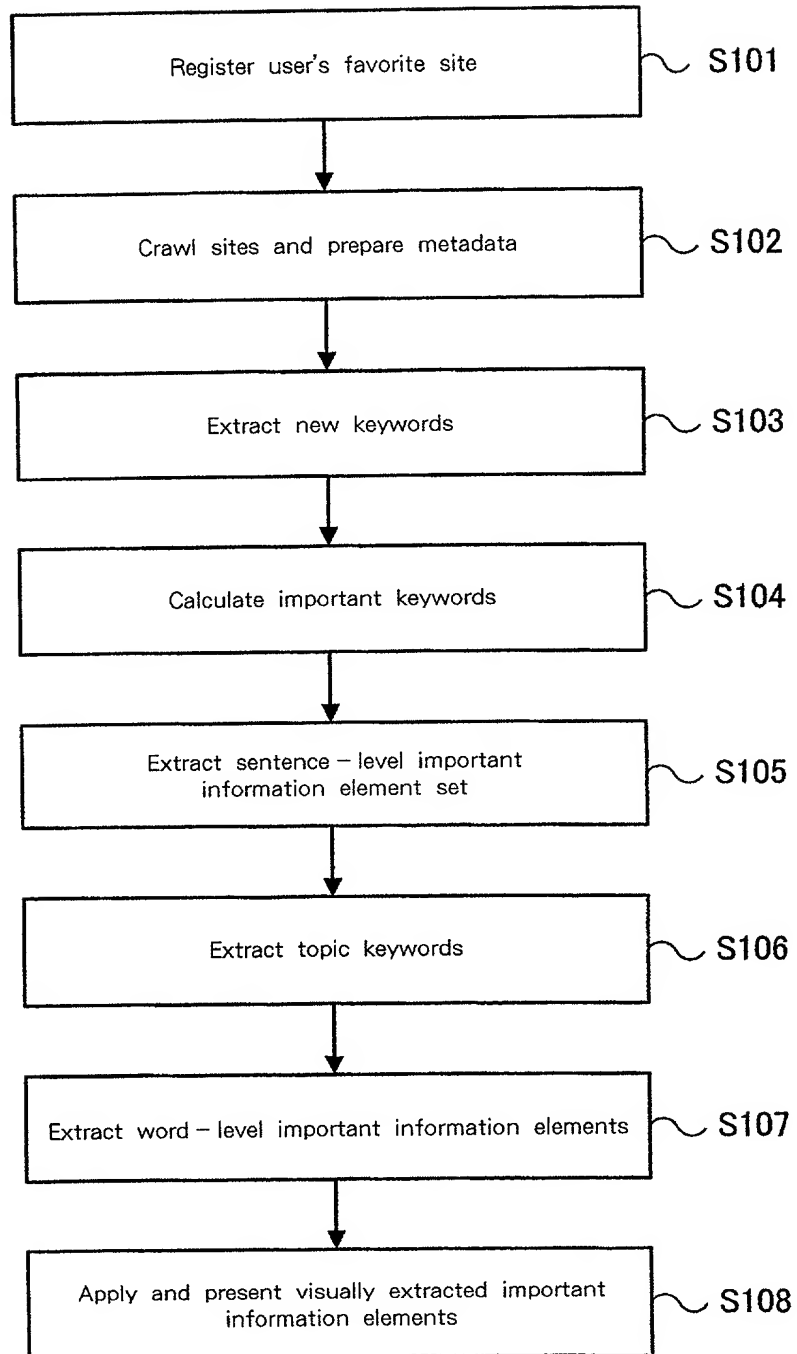 Register user's favorite site
S101
Crawl sites and prepare metadata
S102
Extract new keywords
S103
Calculate important keywords
S104
Extract sentence – level important
information element set
S105
Extract topic keywords
S106
Extract word – level important information elements
S107
Apply and present visually extracted important
information elements
S108